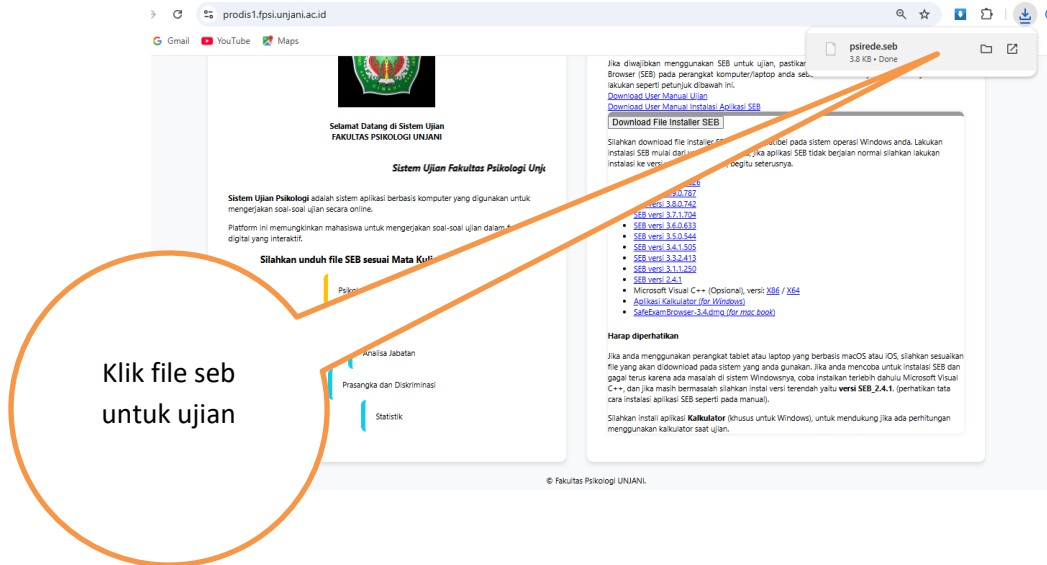 prodis1.fpsi.unjani.ac.id
Gmail
YouTube
Maps
psirede.seb
3.8 KB • Done
Selamat Datang di Sistem Ujian
FAKULTAS PSIKOLOGI UNJANI
Sistem Ujian Fakultas Psikologi Unj
Sistem Ujian Psikologi adalah sistem aplikasi berbasis komputer yang digunakan untuk
mengerjakan soal-soal ujian secara online.
Platform ini memungkinkan mahasiswa untuk mengerjakan soal-soal ujian dalam
digital yang interaktif.
Silahkan unduh file SEB sesuai Mata Kuli
Psikol
Analisa Jabatan
Prasangka dan Diskriminasi
Statistik
Klik file seb
untuk ujian
Jika diwajibkan menggunakan SEB untuk ujian, pastikan
Browser (SEB) pada perangkat komputer/laptop anda
lakukan seperti petunjuk dibawah ini.
Download User Manual Ujian
Download User Manual Instalasi Aplikasi SEB
Download File Installer SEB
Silahkan download file installer pada sistem operasi Windows anda. Lakukan
instalasi SEB mulai dari jika aplikasi SEB tidak berjalan normal silahkan lakukan
instalasi ke versi begitu seterusnya.
.0.787
versi 3.8.0.742
SEB versi 3.7.1.704
SEB versi 3.6.0.633
SEB versi 3.5.0.544
SEB versi 3.4.1.505
SEB versi 3.3.2.413
SEB versi 3.1.1.250
SEB versi 2.4.1
Microsoft Visual C++ (Opsional), versi: X86 / X64
Aplikasi Kalkulator (for Windows)
SafeExamBrowser-3.4.dmg (for mac book)
Harap diperhatikan
Jika anda menggunakan perangkat tablet atau laptop yang berbasis macOS atau iOS, silahkan sesuaikan
file yang akan didownload pada sistem yang anda gunakan. Jika anda mencoba untuk instalasi SEB dan
gagal terus karena ada masalah di sistem Windowsnya, coba instalkan terlebih dahulu Microsoft Visual
C++, dan jika masih bermasalah silahkan instal versi terendah yaitu versi SEB_2.4.1. (perhatikan tata
cara instalasi aplikasi SEB seperti pada manual).
Silahkan install aplikasi Kalkulator (khusus untuk Windows), untuk mendukung jika ada perhitungan
menggunakan kalkulator saat ujian.
© Fakultas Psikologi UNJANI.